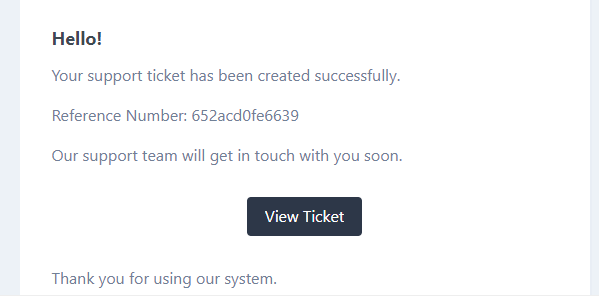 Hello!
Your support ticket has been created successfully.
Reference Number: 652acd0fe6639
Our support team will get in touch with you soon.
View Ticket
Thank you for using our system.